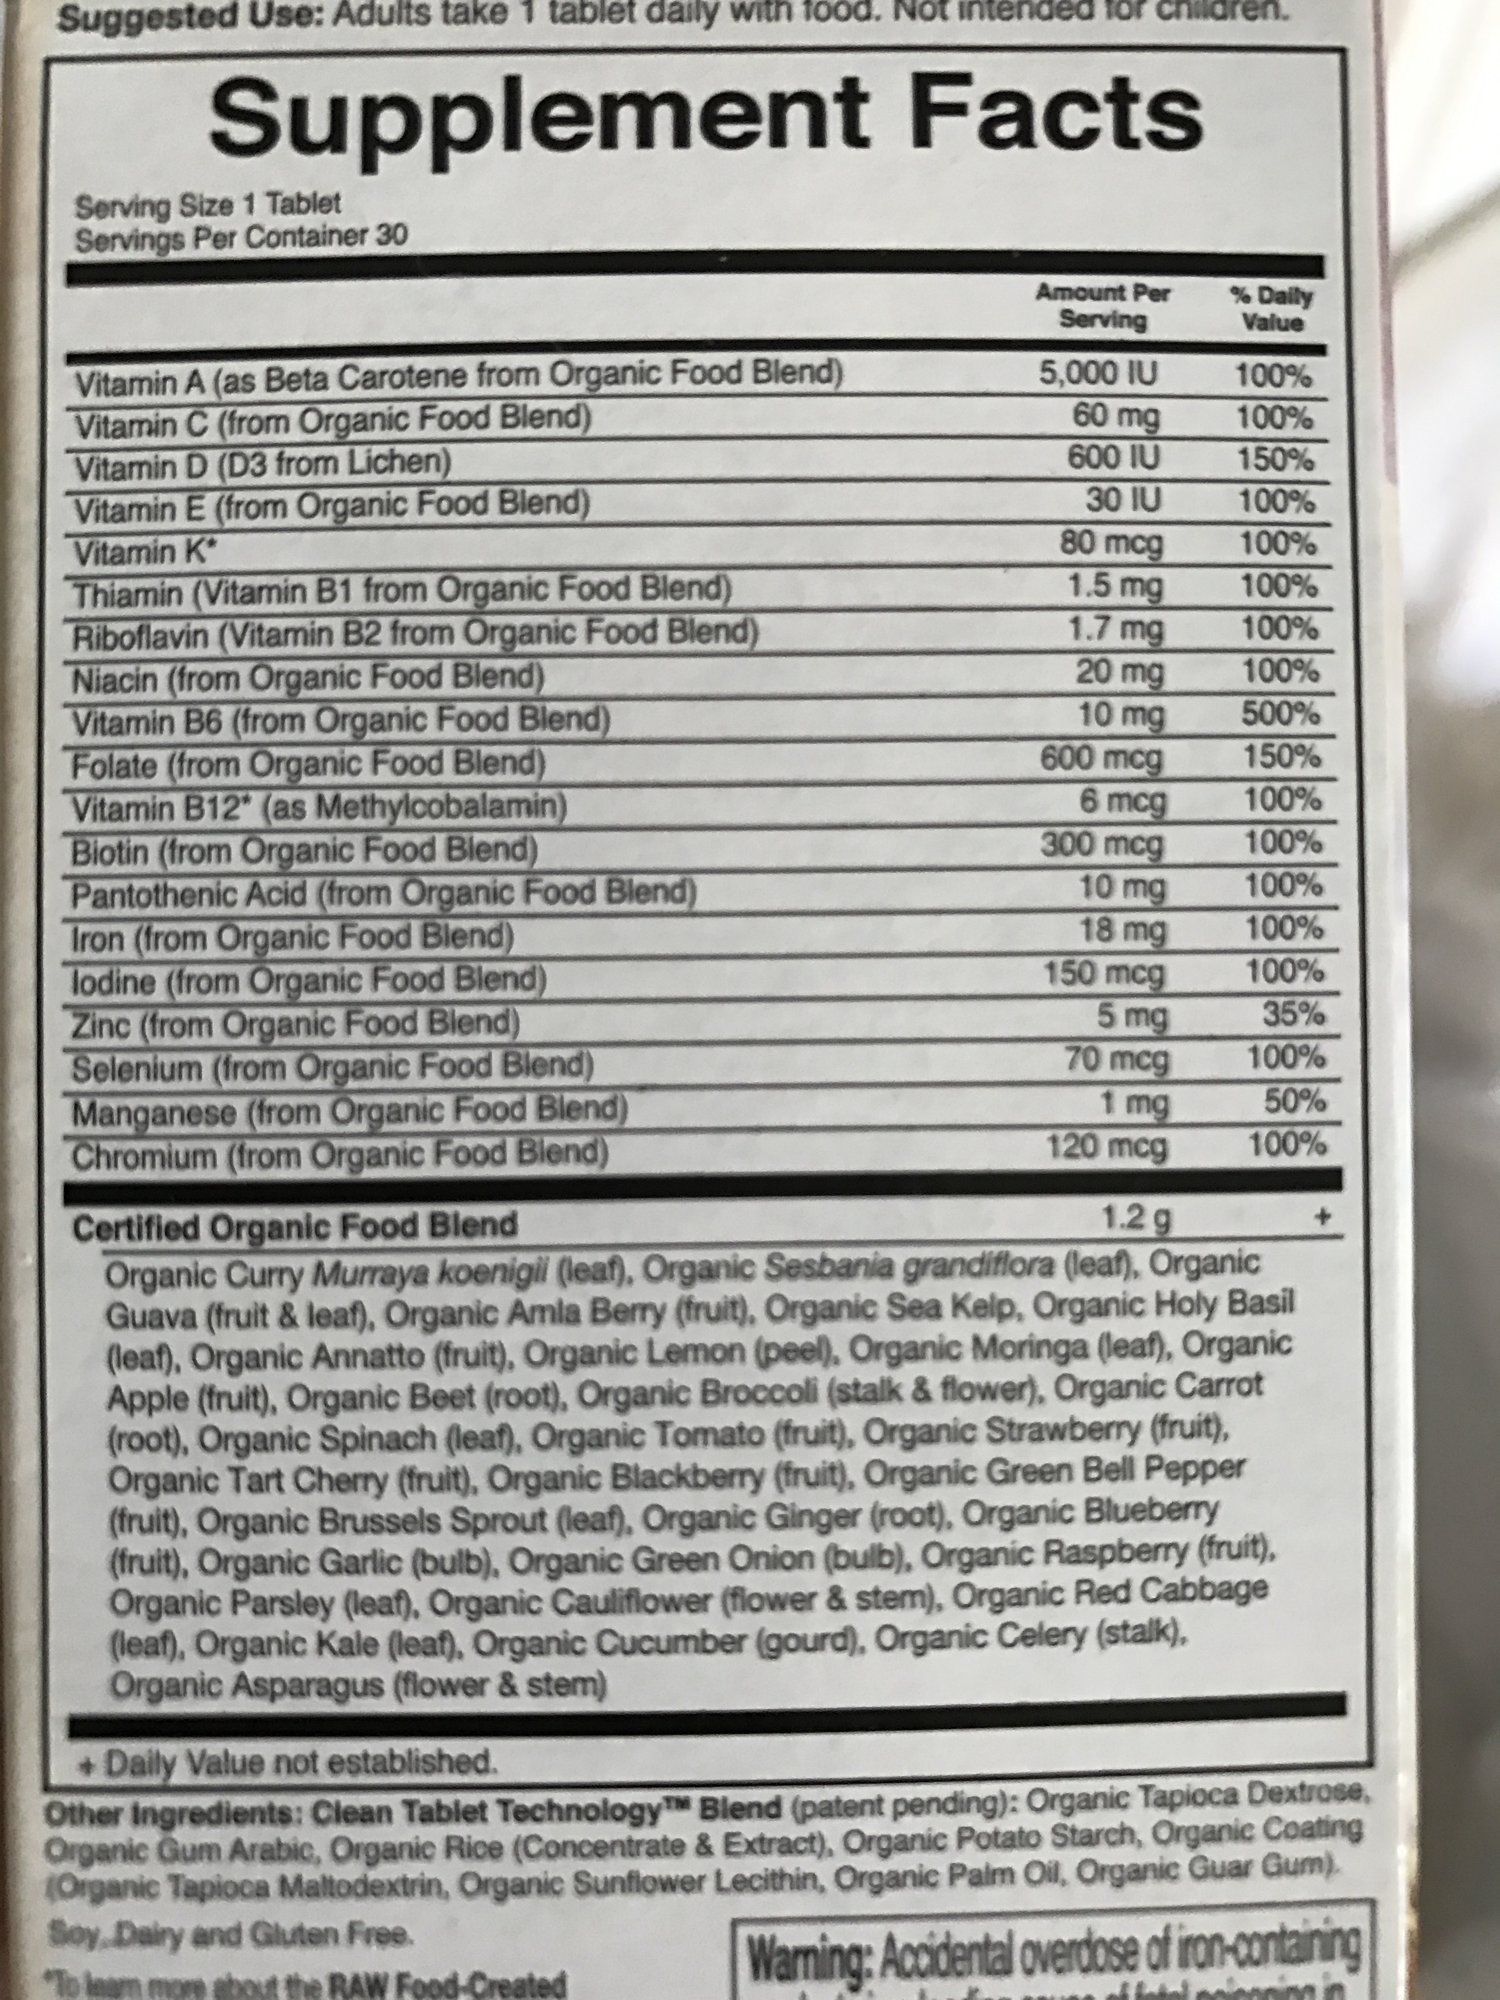 Suggested Use: Adults take 1 tablet daily with food. Not intended for children.
Supplement Facts
Serving Size 1 Tablet
Servings Per Container 30
Amount Per Serving % Daily Value
Vitamin A (as Beta Carotene from Organic Food Blend) 5,000 IU 100%
Vitamin C (from Organic Food Blend) 60 mg 100%
Vitamin D (D3 from Lichen) 600 IU 150%
Vitamin E (from Organic Food Blend) 30 IU 100%
Vitamin K* 80 mcg 100%
Thiamin (Vitamin B1 from Organic Food Blend) 1.5 mg 100%
Riboflavin (Vitamin B2 from Organic Food Blend) 1.7 mg 100%
Niacin (from Organic Food Blend) 20 mg 100%
Vitamin B6 (from Organic Food Blend) 10 mg 500%
Folate (from Organic Food Blend) 600 mcg 150%
Vitamin B12* (as Methylcobalamin) 6 mcg 100%
Biotin (from Organic Food Blend) 300 mcg 100%
Pantothenic Acid (from Organic Food Blend) 10 mg 100%
Iron (from Organic Food Blend) 18 mg 100%
Iodine (from Organic Food Blend) 150 mcg 100%
Zinc (from Organic Food Blend) 5 mg 35%
Selenium (from Organic Food Blend) 70 mcg 100%
Manganese (from Organic Food Blend) 1 mg 50%
Chromium (from Organic Food Blend) 120 mcg 100%
Certified Organic Food Blend 1.2 g +
Organic Curry Murraya koenigii (leaf), Organic Sesbania grandiflora (leaf), Organic
Guava (fruit & leaf), Organic Amla Berry (fruit), Organic Sea Kelp, Organic Holy Basil
(leaf), Organic Annatto (fruit), Organic Lemon (peel), Organic Moringa (leaf), Organic
Apple (fruit), Organic Beet (root), Organic Broccoli (stalk & flower), Organic Carrot
(root), Organic Spinach (leaf), Organic Tomato (fruit), Organic Strawberry (fruit),
Organic Tart Cherry (fruit), Organic Blackberry (fruit), Organic Green Bell Pepper
(fruit), Organic Brussels Sprout (leaf), Organic Ginger (root), Organic Blueberry
(fruit), Organic Garlic (bulb), Organic Green Onion (bulb), Organic Raspberry (fruit),
Organic Parsley (leaf), Organic Cauliflower (flower & stem), Organic Red Cabbage
(leaf), Organic Kale (leaf), Organic Cucumber (gourd), Organic Celery (stalk),
Organic Asparagus (flower & stem)
+ Daily Value not established.
Other Ingredients: Clean Tablet Technology™ Blend (patent pending): Organic Tapioca Dextrose,
Organic Gum Arabic, Organic Rice (Concentrate & Extract), Organic Potato Starch, Organic Coating
(Organic Tapioca Maltodextrin, Organic Sunflower Lecithin, Organic Palm Oil, Organic Guar Gum).
Soy, Dairy and Gluten Free.
*To learn more about the RAW Food-Created
Warning: Accidental overdose of iron-containing